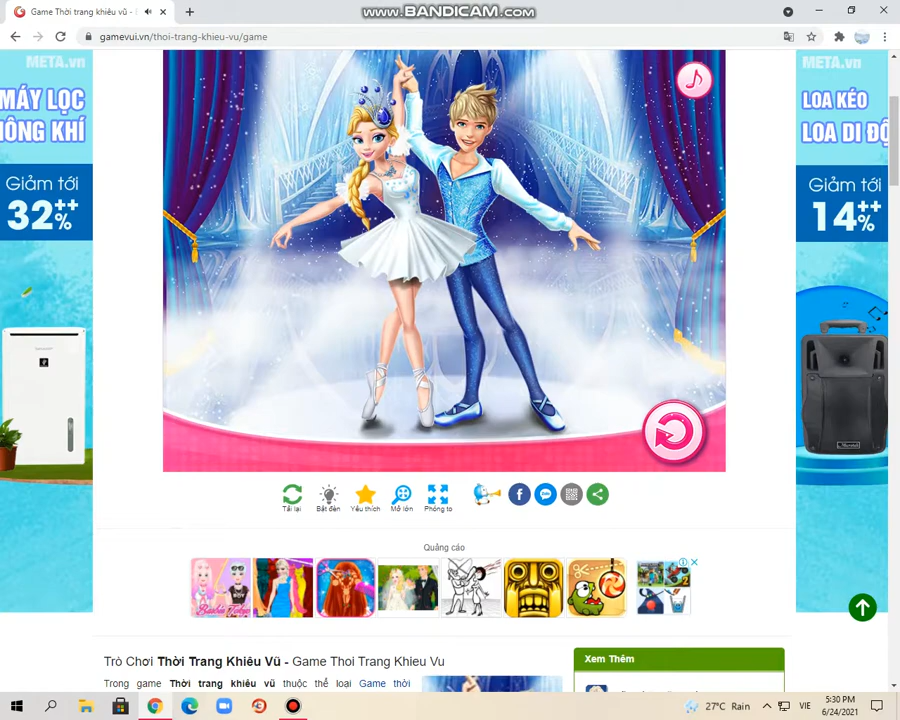 Game Thời trang khiêu vũ -
www.BANDICAM.com
gamevui.vn/thoi-trang-khieu-vu/game
META.vn
MÁY LỌC
HÔNG KHÍ
Giảm tới
32++%
META.vn
LOA KÉO
LOA DI ĐỘ
Giảm tới
14++%
Tải lại
Bật đèn
Yêu thích
Mở lớn
Phóng to
Quảng cáo
Trò Chơi Thời Trang Khiêu Vũ - Game Thoi Trang Khieu Vu
Trong game Thời trang khiêu vũ thuộc thể loại Game thời
Xem Thêm
27°C Rain
VIE
5:30 PM
6/24/2021